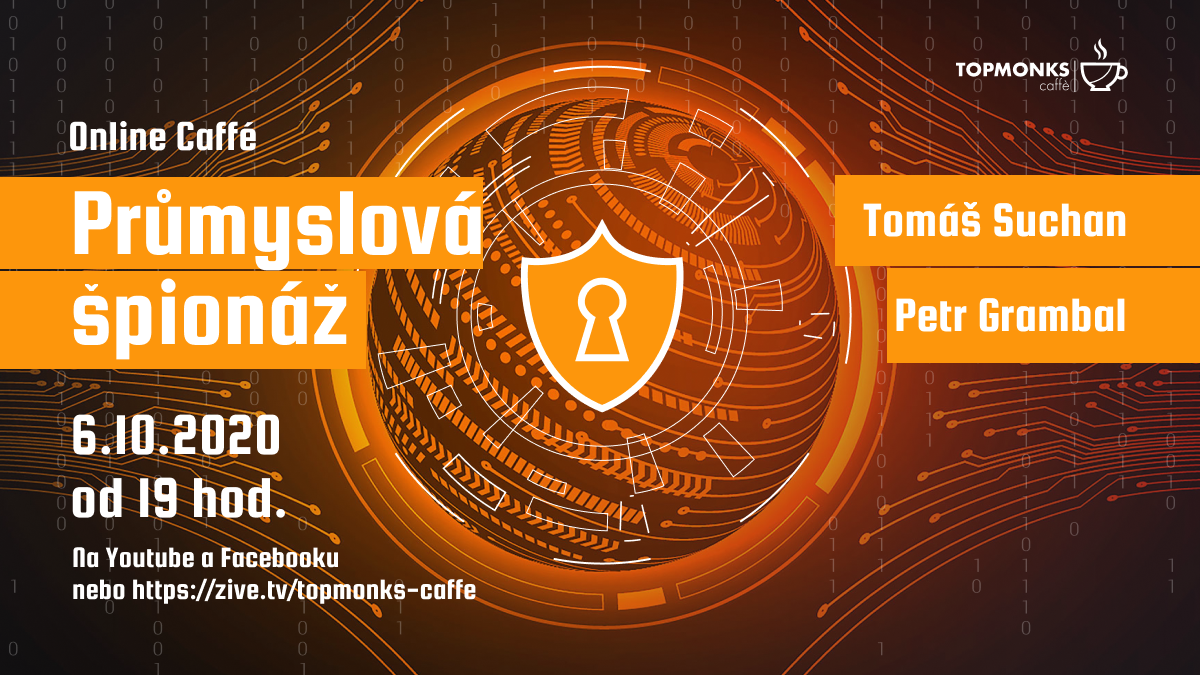 TOPMONKS
caffè
Online Caffé
Průmyslová
špionáž
Tomáš Suchan
Petr Grambal
6.10.2020
od 19 hod.
Na Youtube a Facebooku
nebo https://zive.tv/topmonks-caffe